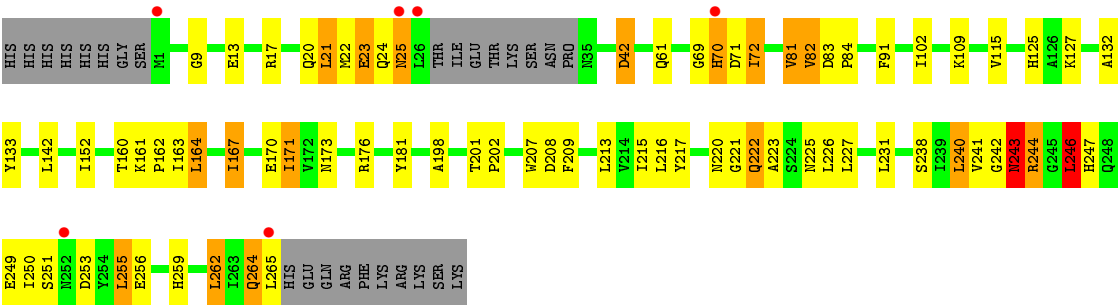 HIS HIS HIS HIS HIS HIS GLY SER M1 G9 E13 R17 Q20 L21 M22 E23 Q24 N25 L26 THR ILE GLU THR LYS SER ASN PRO N35 D42 Q61 G69 H70 D71 I72 V81 V82 D83 P84 F91 I102 K109 V115 H125 A126 K127 A132
Y133 L142 I152 T160 K161 P162 I163 L164 I167 E170 I171 V172 N173 R176 Y181 A198 T201 P202 W207 D208 F209 L213 V214 I215 L216 Y217 N220 G221 Q222 A223 S224 N225 L226 L227 L231 S238 I239 L240 V241 G242 N243 R244 G245 L246 H247 Q248
E249 I250 S251 N252 D253 Y254 L255 E256 H259 L262 I263 Q264 L265 HIS GLU GLN ARG PHE LYS ARG LYS SER LYS